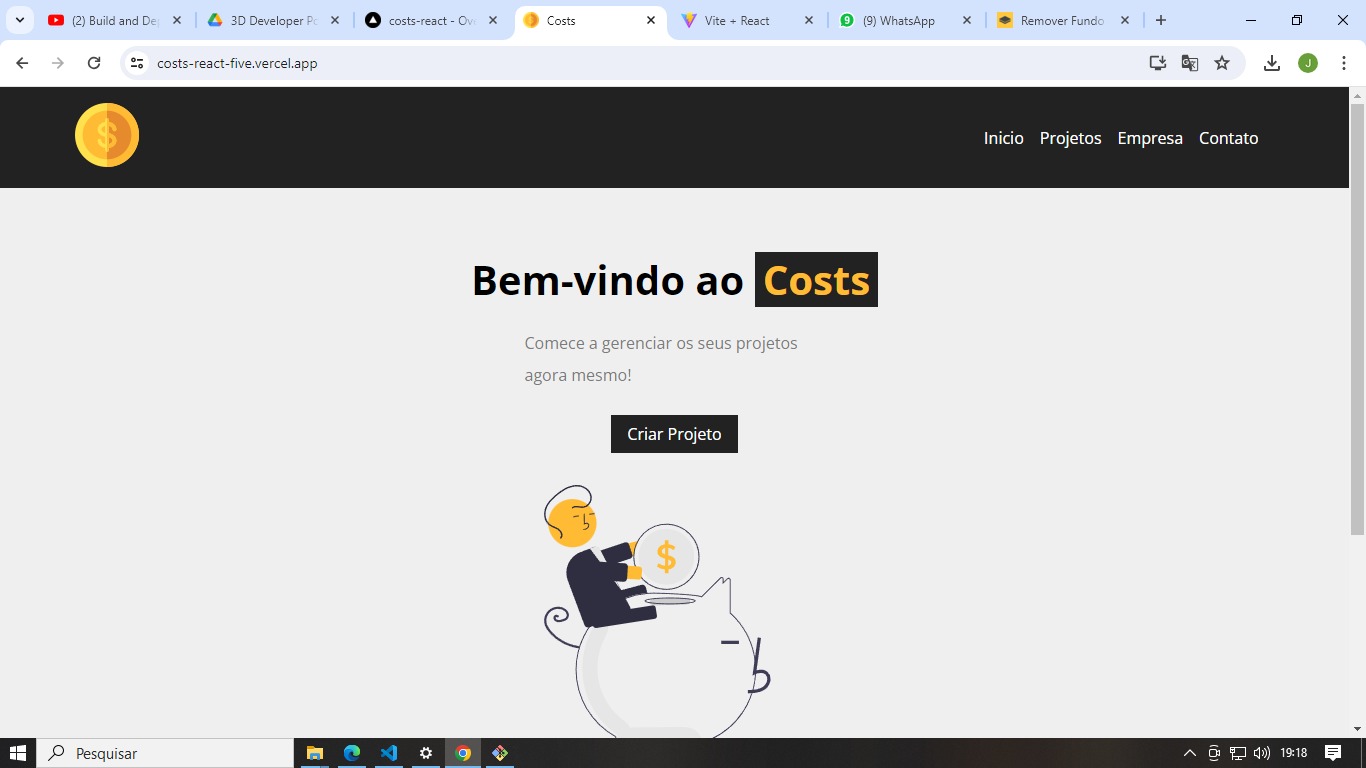 (2) Build and Dep
3D Developer Po
costs-react - Ove
Costs
Vite + React
(9) WhatsApp
Remover Fundo
costs-react-five.vercel.app
J
$
Inicio Projetos Empresa Contato
Bem-vindo ao Costs
Comece a gerenciar os seus projetos
agora mesmo!
Criar Projeto
$
Pesquisar
19:18